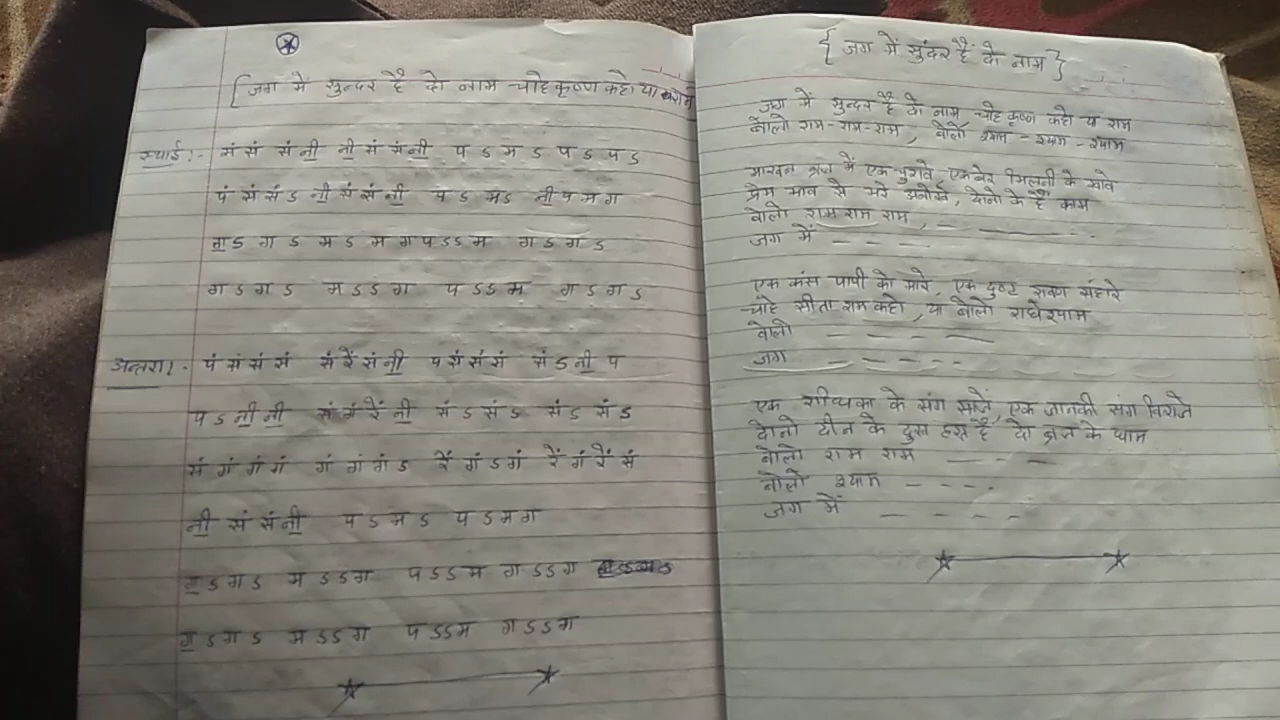 {जग में सुन्दर है दो नाम चाहे कृष्ण कहो या राम
स्थाई:- सं सं सं नी॒ नी॒ सं सं नी॒ प ऽ म ऽ प ऽ प ऽ
पं सं सं ऽ नी॒ सं सं नी॒ प ऽ म ऽ नी॒ प म ग
ग॒ ऽ ग ऽ म ऽ म ग प ऽ ऽ म ग ऽ ग ऽ
ग ऽ ग ऽ म ऽ ऽ ग प ऽ ऽ म ग ऽ ग ऽ
अन्तरा:- पं सं सं सं सं सं रें सं नी॒ प सं सं सं सं ऽ नी प
प ऽ नी॒ नी॒ सं गं रें नी॒ सं ऽ सं ऽ सं ऽ सं ऽ
सं गं गं गं गं गं गं ऽ रें गं ऽ गं रें गं रें सं
नी॒ सं सं नी॒ प ऽ म ऽ प ऽ म ग
ग॒ ऽ ग ऽ म ऽ ऽ ग प ऽ ऽ म ग ऽ ऽ ग
ग॒ ऽ ग ऽ म ऽ ऽ ग प ऽ ऽ म ग ऽ ऽ ग
{जग में सुंदर है दो नाम}
जग में सुन्दर है दो नाम चाहे कृष्ण कहो या राम
बोलो राम-राम-राम, बोलो श्याम-श्याम-श्याम
माखन ब्रज में एक चुरावे, एक बेर भिलनी के खावे
प्रेम भाव से भरे अनोखे, दोनो के है काम
बोलो राम राम राम, — ———
जग में — — — —
एक कंस पापी को मारे, एक दुष्ट रावण संहारे
चाहे सीता राम कहो, या बोलो राधेश्याम
बोलो — — — —
जग — — — — —
एक के संग साजे, एक जानकी संग विराजे
दोनो दीन के दुख हरत है, दो ब्रज के धाम
बोलो राम राम — — —
बोलो श्याम — - - -
जग में — — — —